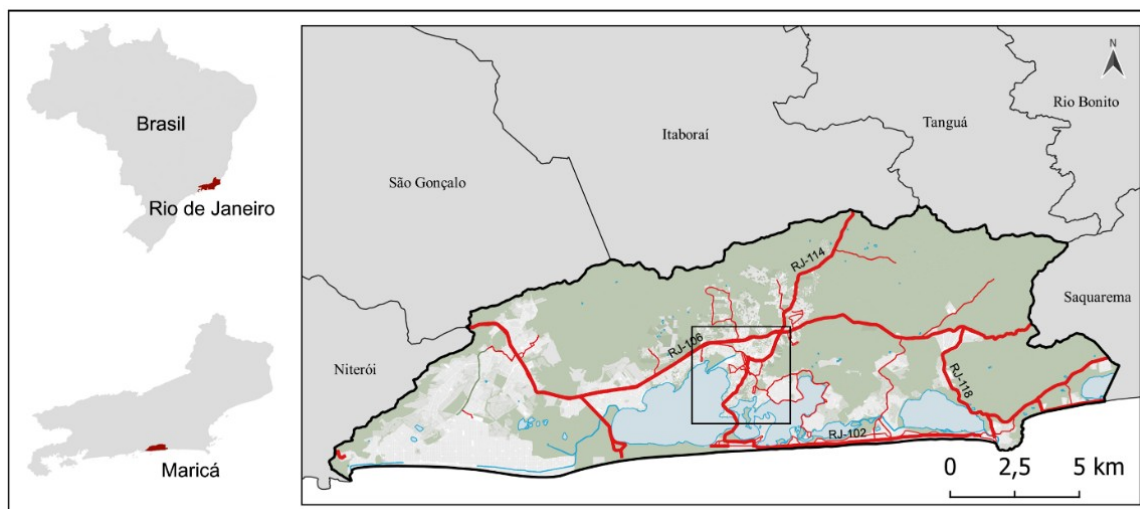 Brasil
Rio de Janeiro
Maricá
N
Rio Bonito
Tanguá
Itaboraí
São Gonçalo
RJ-114
Saquarema
RJ-106
Niterói
RJ-118
RJ-102
0 2,5 5 km